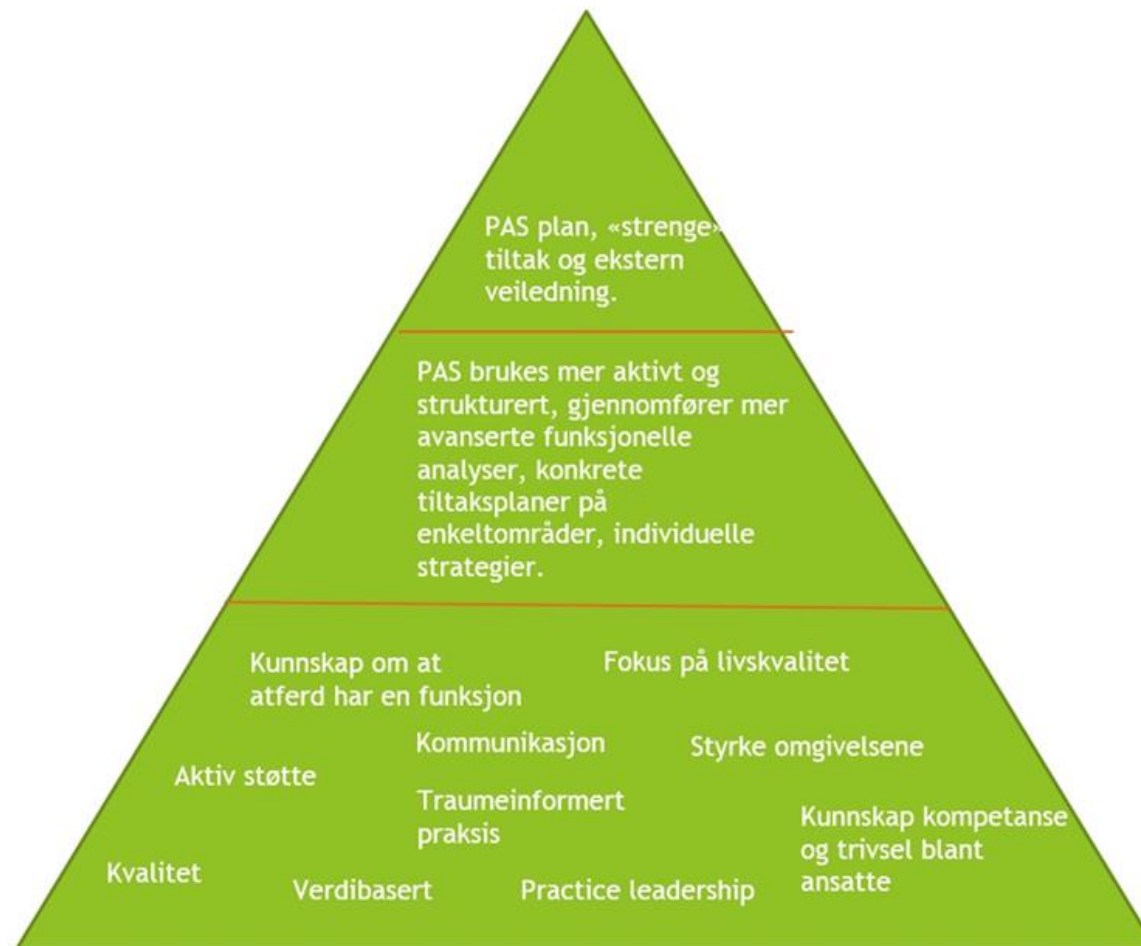 PAS plan, «strenge»
tiltak og ekstern
veiledning.
PAS brukes mer aktivt og
strukturert, gjennomfører mer
avanserte funksjonelle
analyser, konkrete
tiltaksplaner på
enkeltområder, individuelle
strategier.
Kunnskap om at
atferd har en funksjon
Fokus på livskvalitet
Kommunikasjon
Styrke omgivelsene
Aktiv støtte
Traumeinformert
praksis
Kunnskap kompetanse
og trivsel blant
ansatte
Kvalitet
Verdibasert
Practice leadership